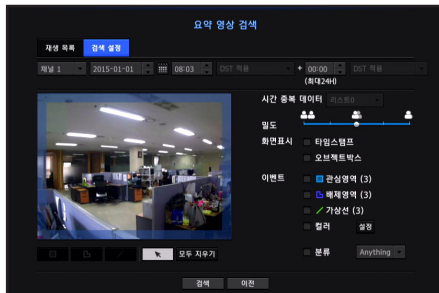 요약 영상 검색
재생 목록 검색 설정
채널 1 2015-01-01 08:03 DST 적용 + 00:00 DST 적용
(최대24H)
시간 중복 데이터 리스트0
밀도
화면표시 타임스탬프
오브젝트박스
이벤트 관심영역 (3)
배제영역 (3)
가상선 (3)
컬러 설정
모두 지우기 분류 Anything
검색 이전